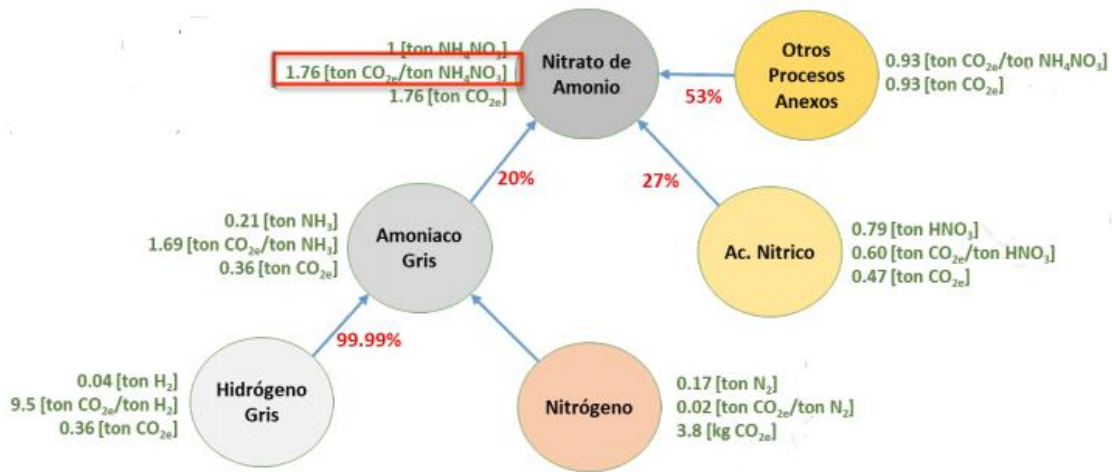 1 [ton NH₄NO₃]
1.76 [ton CO₂ₑ/ton NH₄NO₃]
1.76 [ton CO₂ₑ]
Nitrato de
Amonio
Otros
Procesos
Anexos
0.93 [ton CO₂ₑ/ton NH₄NO₃]
0.93 [ton CO₂ₑ]
53%
20%
27%
0.21 [ton NH₃]
1.69 [ton CO₂ₑ/ton NH₃]
0.36 [ton CO₂ₑ]
Amoniaco
Gris
Ac. Nitrico
0.79 [ton HNO₃]
0.60 [ton CO₂ₑ/ton HNO₃]
0.47 [ton CO₂ₑ]
99.99%
0.04 [ton H₂]
9.5 [ton CO₂ₑ/ton H₂]
0.36 [ton CO₂ₑ]
Hidrógeno
Gris
Nitrógeno
0.17 [ton N₂]
0.02 [ton CO₂ₑ/ton N₂]
3.8 [kg CO₂ₑ]